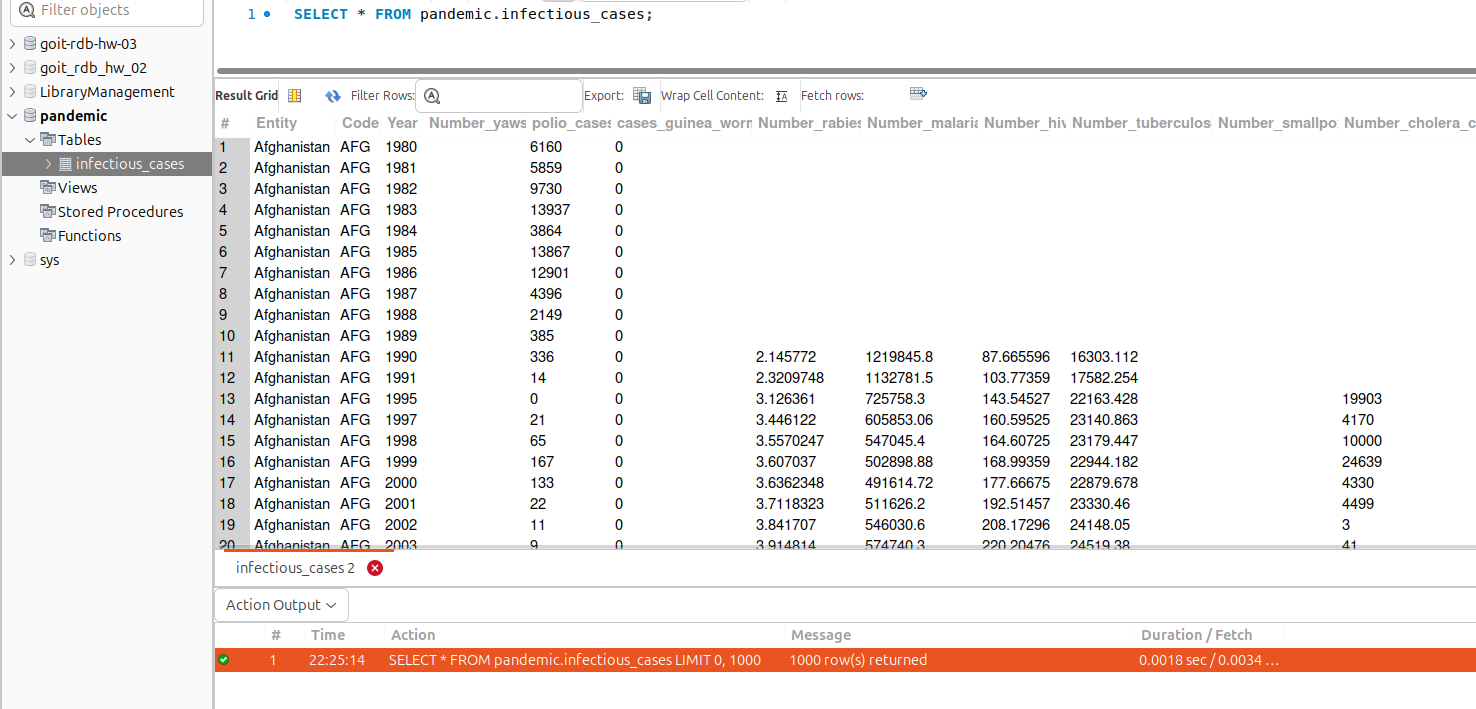 Filter objects
goit-rdb-hw-03
goit_rdb_hw_02
LibraryManagement
pandemic
Tables
infectious_cases
Views
Stored Procedures
Functions
sys
1 SELECT * FROM pandemic.infectious_cases;
Result Grid Filter Rows: Export: Wrap Cell Content: Fetch rows:
# Entity Code Year Number_yaws polio_cases cases_guinea_worm Number_rabies Number_malaria Number_hiv Number_tuberculos Number_smallpo Number_cholera_c
1 Afghanistan AFG 1980 6160 0
2 Afghanistan AFG 1981 5859 0
3 Afghanistan AFG 1982 9730 0
4 Afghanistan AFG 1983 13937 0
5 Afghanistan AFG 1984 3864 0
6 Afghanistan AFG 1985 13867 0
7 Afghanistan AFG 1986 12901 0
8 Afghanistan AFG 1987 4396 0
9 Afghanistan AFG 1988 2149 0
10 Afghanistan AFG 1989 385 0
11 Afghanistan AFG 1990 336 0 2.145772 1219845.8 87.665596 16303.112
12 Afghanistan AFG 1991 14 0 2.3209748 1132781.5 103.77359 17582.254
13 Afghanistan AFG 1995 0 0 3.126361 725758.3 143.54527 22163.428 19903
14 Afghanistan AFG 1997 21 0 3.446122 605853.06 160.59525 23140.863 4170
15 Afghanistan AFG 1998 65 0 3.5570247 547045.4 164.60725 23179.447 10000
16 Afghanistan AFG 1999 167 0 3.607037 502898.88 168.99359 22944.182 24639
17 Afghanistan AFG 2000 133 0 3.6362348 491614.72 177.66675 22879.678 4330
18 Afghanistan AFG 2001 22 0 3.7118323 511626.2 192.51457 23330.46 4499
19 Afghanistan AFG 2002 11 0 3.841707 546030.6 208.17296 24148.05 3
20 Afghanistan AFG 2003 9 0 3.914814 574740.3 220.20476 24519.38 41
infectious_cases 2
Action Output
# Time Action Message Duration / Fetch
1 22:25:14 SELECT * FROM pandemic.infectious_cases LIMIT 0, 1000 1000 row(s) returned 0.0018 sec / 0.0034 ...